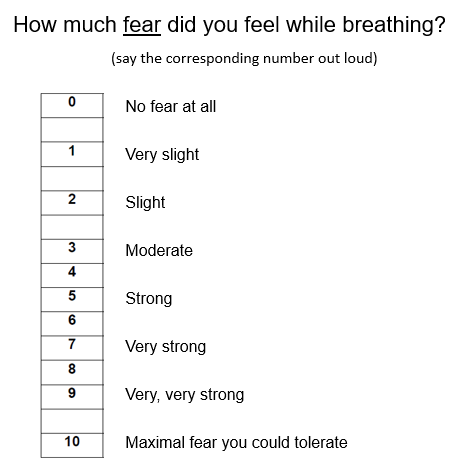 How much fear did you feel while breathing?
(say the corresponding number out loud)
0 No fear at all
1 Very slight
2 Slight
3 Moderate
4
5 Strong
6
7 Very strong
8
9 Very, very strong
10 Maximal fear you could tolerate